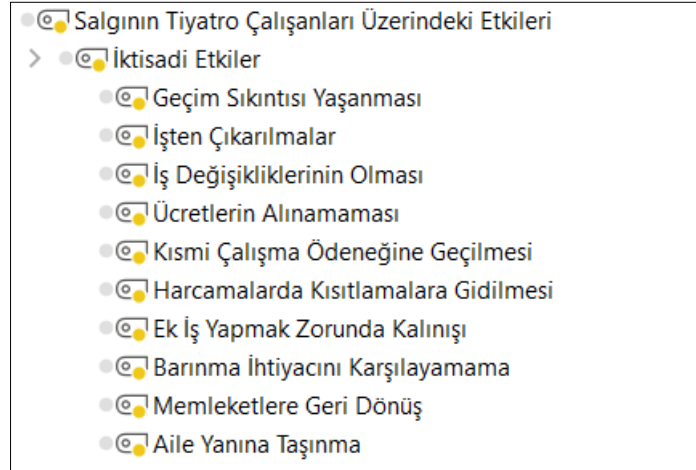 Salgının Tiyatro Çalışanları Üzerindeki Etkileri
İktisadi Etkiler
Geçim Sıkıntısı Yaşanması
İşten Çıkarılmalar
İş Değişikliklerinin Olması
Ücretlerin Alınamaması
Kısmi Çalışma Ödeneğine Geçilmesi
Harcamalarda Kısıtlamalara Gidilmesi
Ek İş Yapmak Zorunda Kalınışı
Barınma İhtiyacını Karşılayamama
Memleketlere Geri Dönüş
Aile Yanına Taşınma